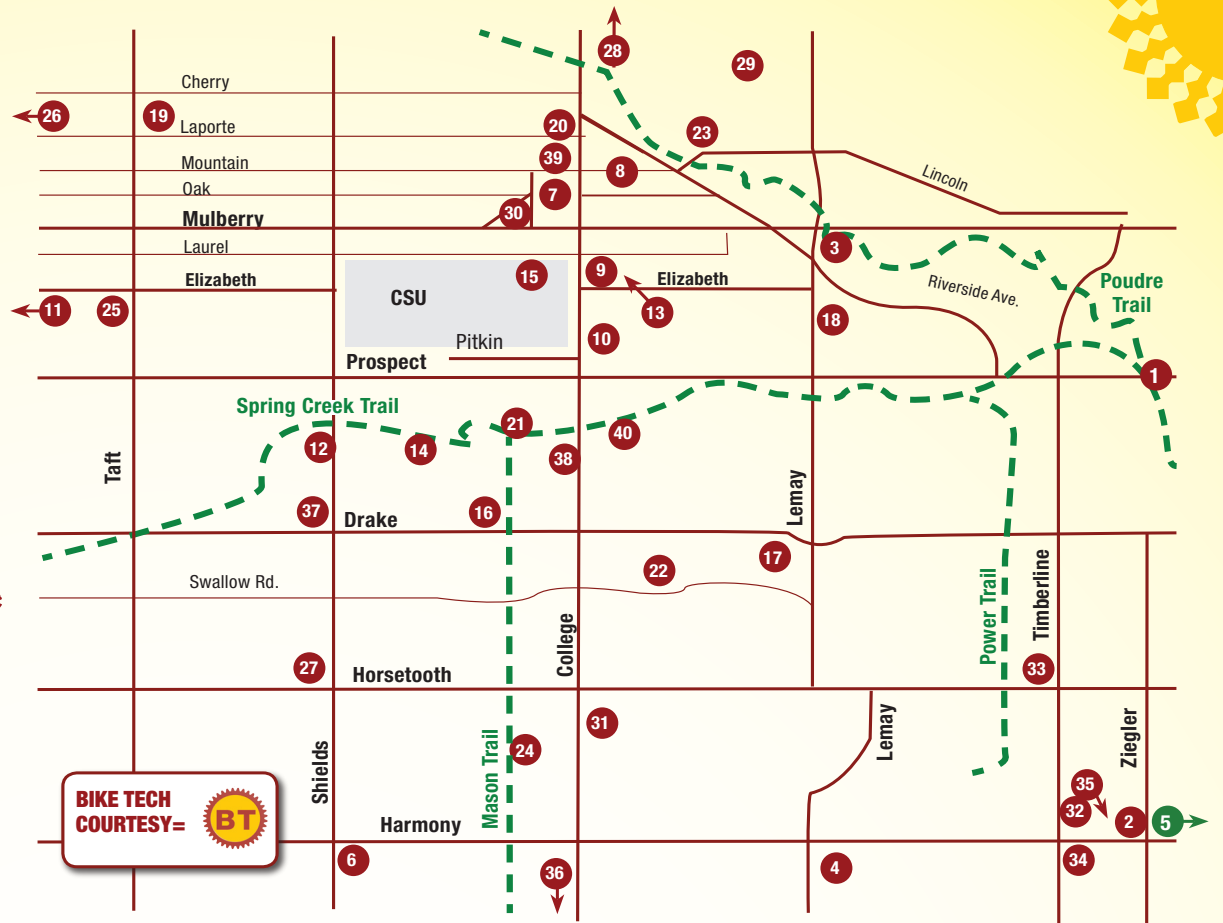 28
29
Cherry
26
19
Laporte
20
23
Mountain
39
8
Lincoln
Oak
7
30
Mulberry
Laurel
3
Elizabeth
15
9
Elizabeth
Riverside Ave.
Poudre
Trail
11
25
CSU
13
18
10
Pitkin
Prospect
1
Spring Creek Trail
21
12
14
40
38
Taft
Lemay
37
Drake
16
17
22
Swallow Rd.
College
Power Trail
Timberline
27
Horsetooth
33
31
24
Mason Trail
Shields
Lemay
Ziegler
BIKE TECH
COURTESY=
BT
35
32
2
5
Harmony
6
36
4
34